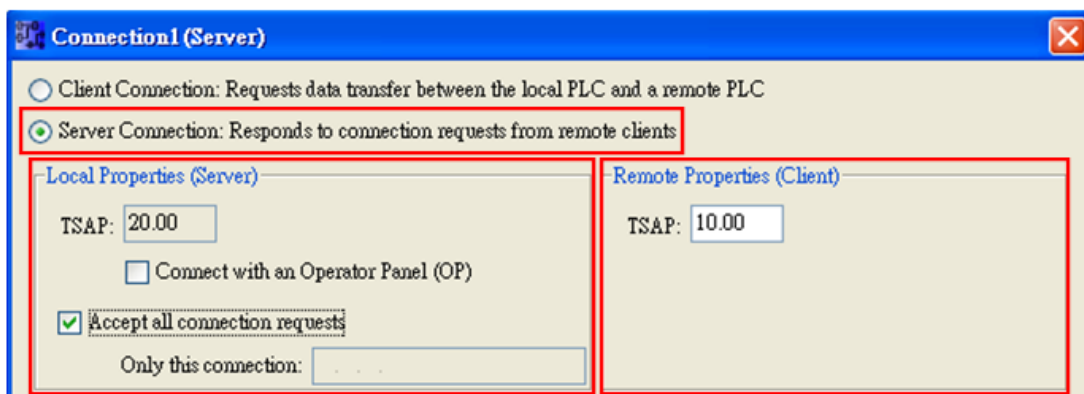 Connection1 (Server)
Client Connection: Requests data transfer between the local PLC and a remote PLC
Server Connection: Responds to connection requests from remote clients
Local Properties (Server)
TSAP: 20.00
Connect with an Operator Panel (OP)
Accept all connection requests
Only this connection: . . .
Remote Properties (Client)
TSAP: 10.00